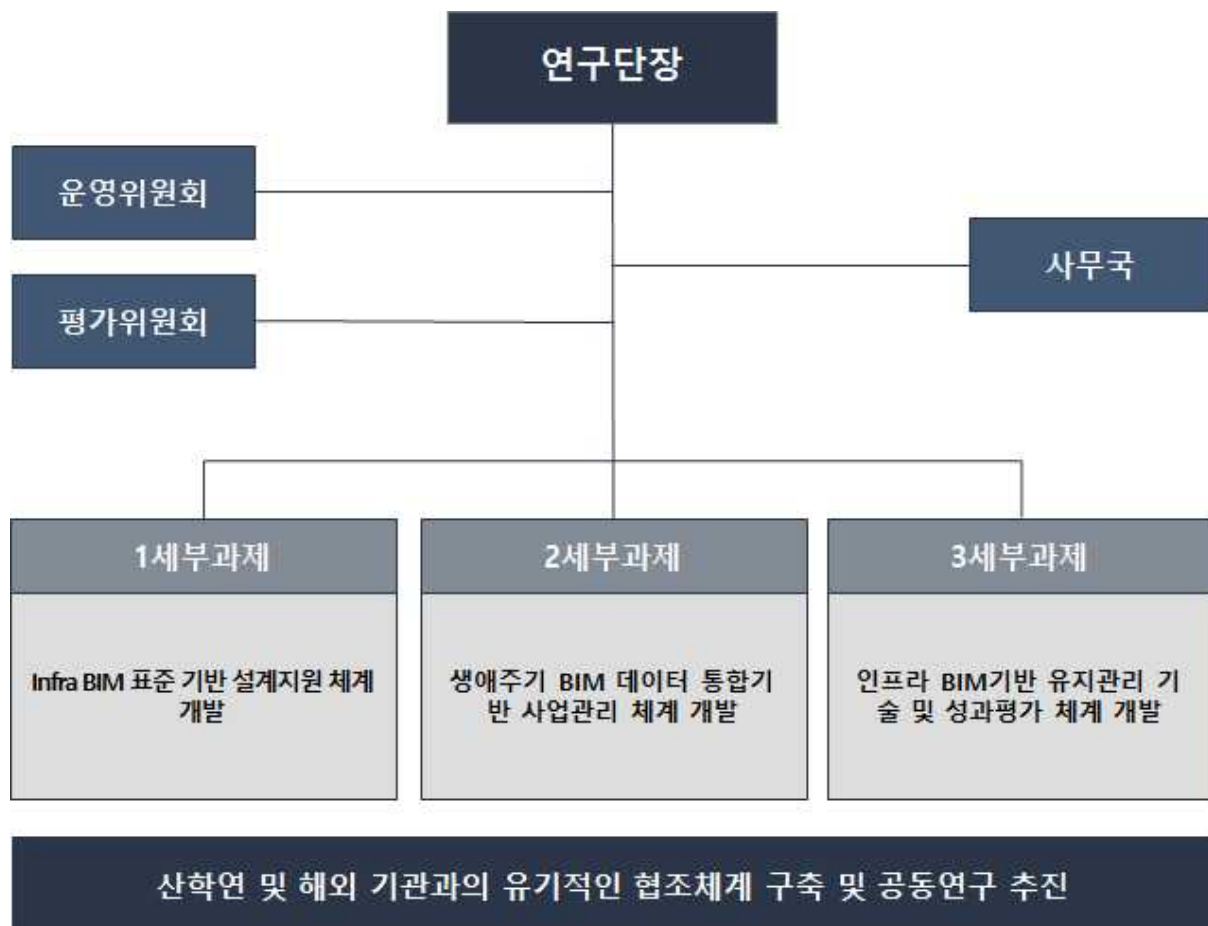 연구단장
운영위원회
사무국
평가위원회
1세부과제
2세부과제
3세부과제
Infra BIM 표준 기반 설계지원 체계
개발
생애주기 BIM 데이터 통합기
반 사업관리 체계 개발
인프라 BIM기반 유지관리 기
술 및 성과평가 체계 개발
산학연 및 해외 기관과의 유기적인 협조체계 구축 및 공동연구 추진